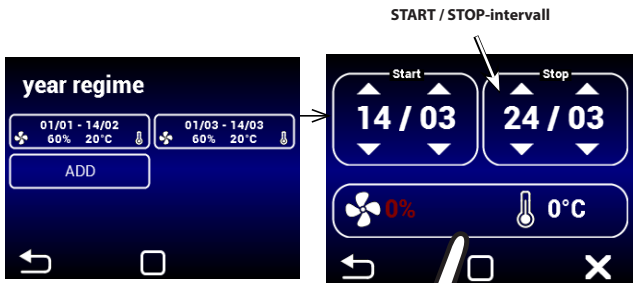 START / STOP-intervall
year regime
01/01 - 14/02
60% 20°C
01/03 - 14/03
60% 20°C
ADD
Start
14 / 03
Stop
24 / 03
0%
0°C